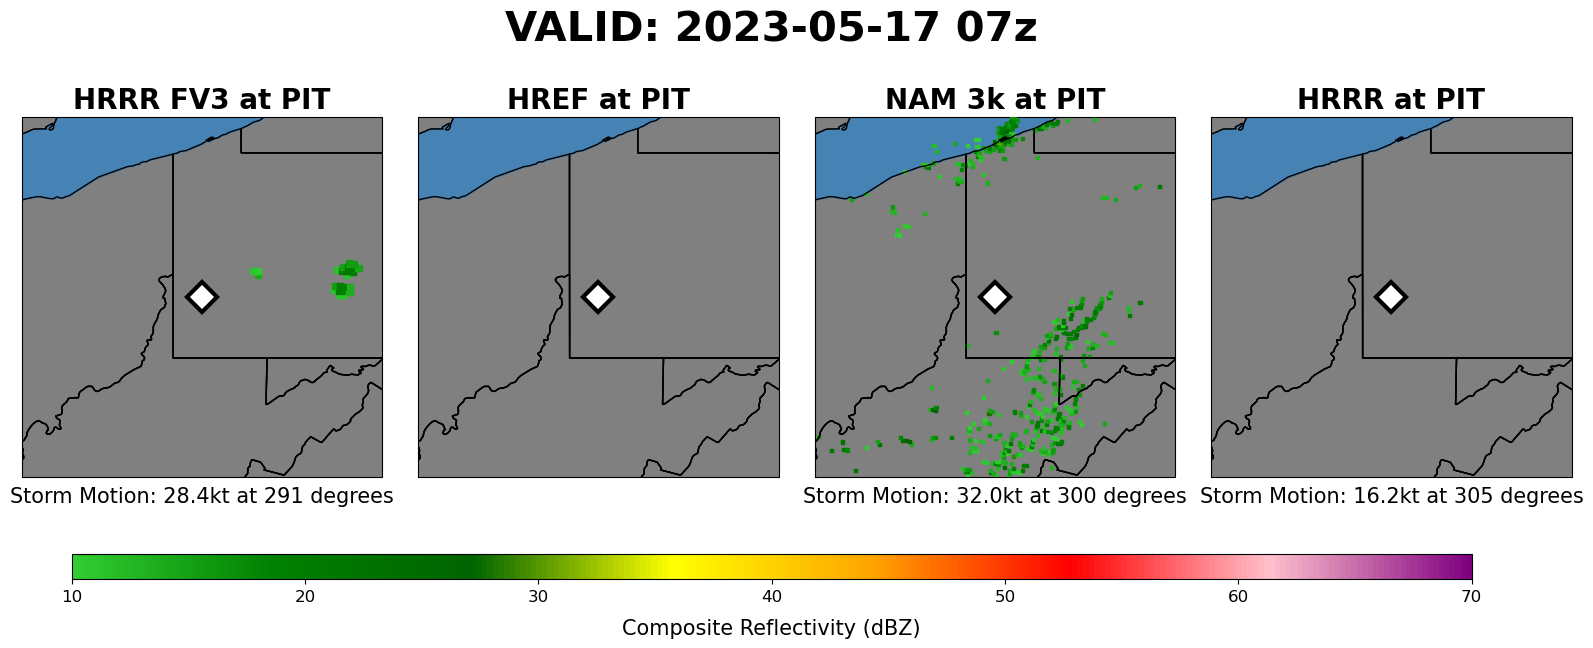 VALID: 2023-05-17 07z
HRRR FV3 at PIT
HREF at PIT
NAM 3k at PIT
HRRR at PIT
Storm Motion: 28.4kt at 291 degrees
Storm Motion: 32.0kt at 300 degrees
Storm Motion: 16.2kt at 305 degrees
10 20 30 40 50 60 70
Composite Reflectivity (dBZ)